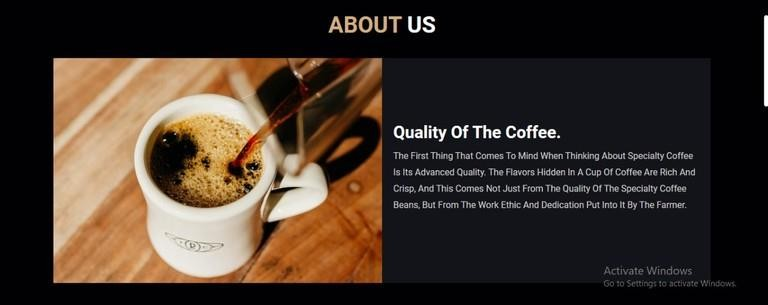 ABOUT US
Quality Of The Coffee.
The First Thing That Comes To Mind When Thinking About Specialty Coffee
Is Its Advanced Quality. The Flavors Hidden In A Cup Of Coffee Are Rich And
Crisp, And This Comes Not Just From The Quality Of The Specialty Coffee
Beans, But From The Work Ethic And Dedication Put Into It By The Farmer.
Activate Windows
Go to Settings to activate Windows.